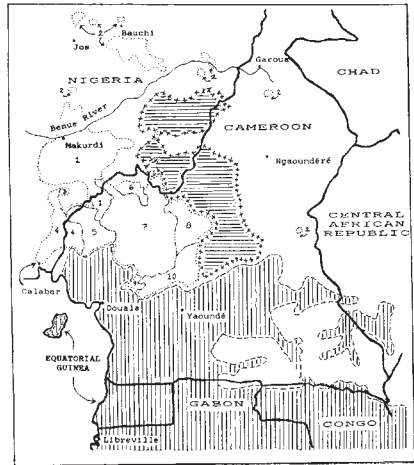 Bauchi
Jos
2
NIGERIA
Garoua
CHAD
2
2
2
Benue River
CAMEROON
Makurdi
1
Ngaoundéré
6
1
7
8
4
4
5
CENTRAL
AFRICAN
REPUBLIC
10
Calabar
Douala
Yaoundé
EQUATORIAL
GUINEA
GABON
CONGO
Libreville